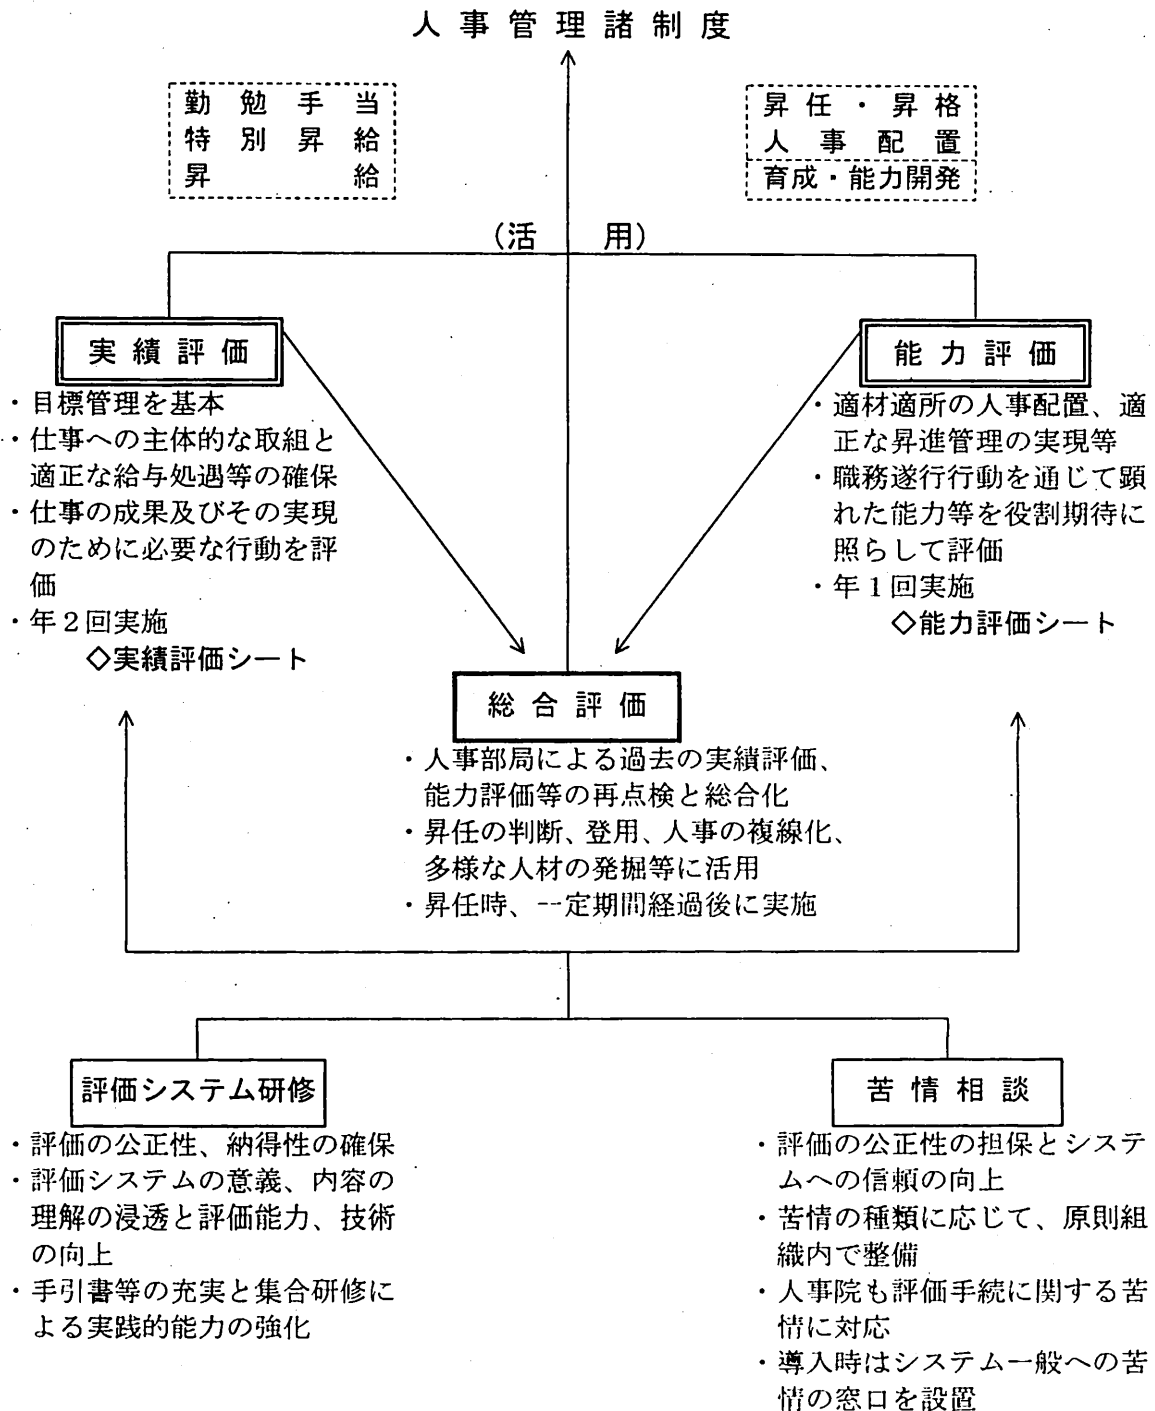 人事管理諸制度
勤勉手当
特別昇給
昇給
昇任・昇格
人事配置
育成・能力開発
(活用)
実績評価
・目標管理を基本
・仕事への主体的な取組と
適正な給与処遇等の確保
・仕事の成果及びその実現
のために必要な行動を評
価
・年2回実施
◇実績評価シート
能力評価
・適材適所の人事配置、適
正な昇進管理の実現等
・職務遂行行動を通じて顕
れた能力等を役割期待に
照らして評価
・年1回実施
◇能力評価シート
総合評価
・人事部局による過去の実績評価、
能力評価等の再点検と総合化
・昇任の判断、登用、人事の複線化、
多様な人材の発掘等に活用
・昇任時、一定期間経過後に実施
評価システム研修
・評価の公正性、納得性の確保
・評価システムの意義、内容の
理解の浸透と評価能力、技術
の向上
・手引書等の充実と集合研修に
よる実践的能力の強化
苦情相談
・評価の公正性の担保とシステ
ムへの信頼の向上
・苦情の種類に応じて、原則組
織内で整備
・人事院も評価手続に関する苦
情に対応
・導入時はシステム一般への苦
情の窓口を設置